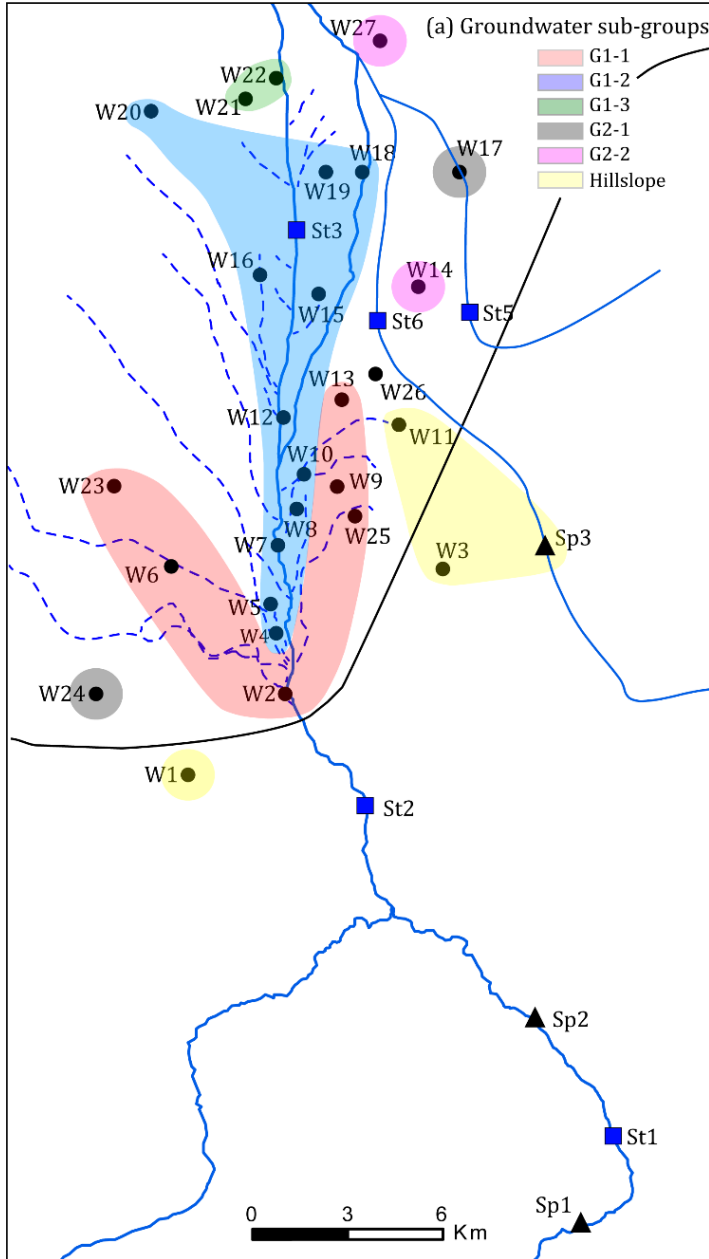 W27
(a) Groundwater sub-groups
G1-1
G1-2
G1-3
G2-1
G2-2
Hillslope
W22
W21
W20
W18
W17
W19
St3
W16
W14
W15
St6
St5
W13
W26
W12
W11
W10
W23
W9
W8
W25
W7
Sp3
W3
W6
W5
W4
W24
W2
W1
St2
Sp2
St1
Sp1
0 3 6 Km